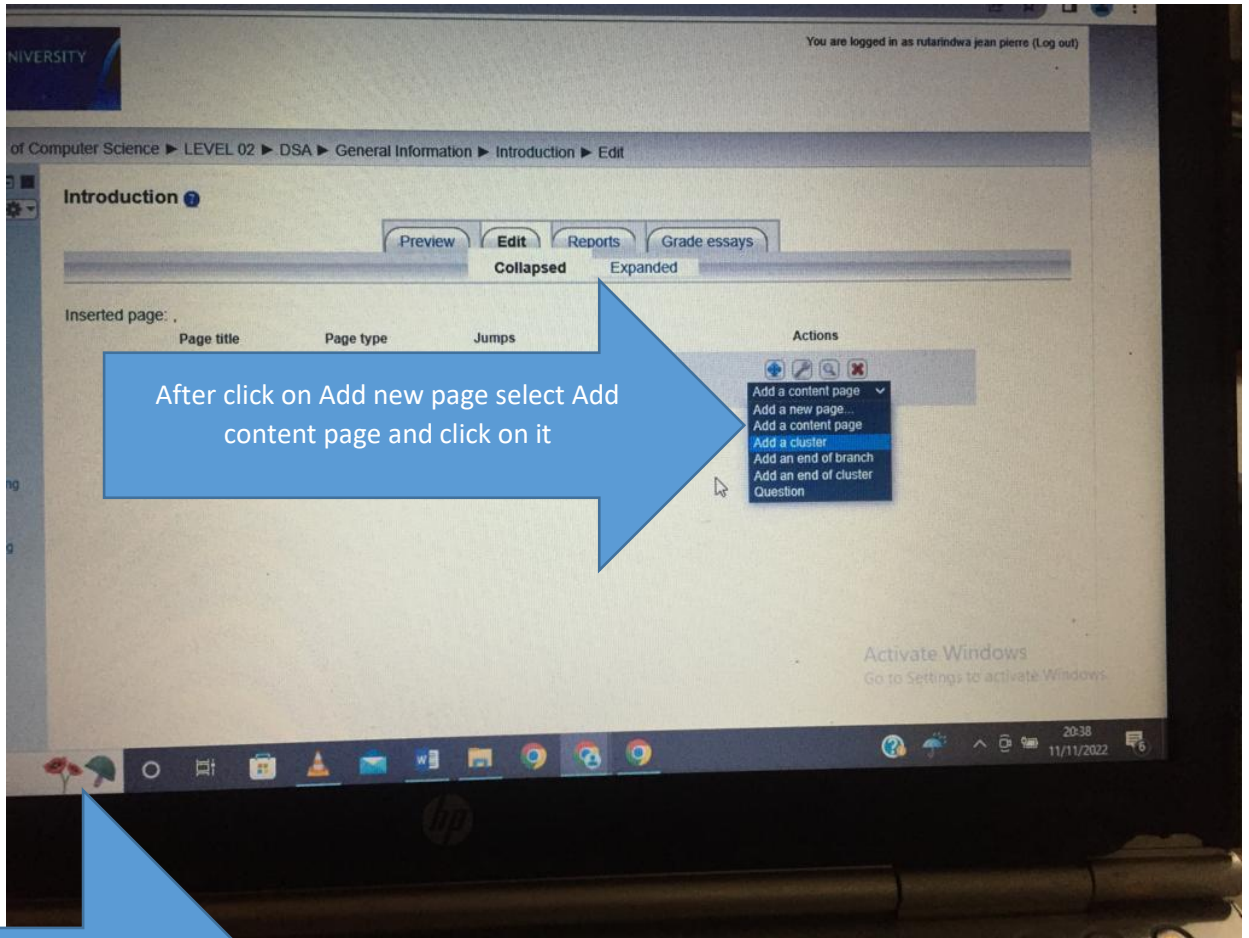 NIVERSITY
You are logged in as rutarindwa jean pierre (Log out)
of Computer Science ► LEVEL 02 ► DSA ► General Information ► Introduction ► Edit
Introduction
Preview Edit Reports Grade essays
Collapsed Expanded
Inserted page: ,
Page title Page type Jumps Actions
After click on Add new page select Add
content page and click on it
Add a content page
Add a new page...
Add a content page
Add a cluster
Add an end of branch
Add an end of cluster
Question
ng
g
Activate Windows
Go to Settings to activate Windows.
20:38
11/11/2022
6
hp